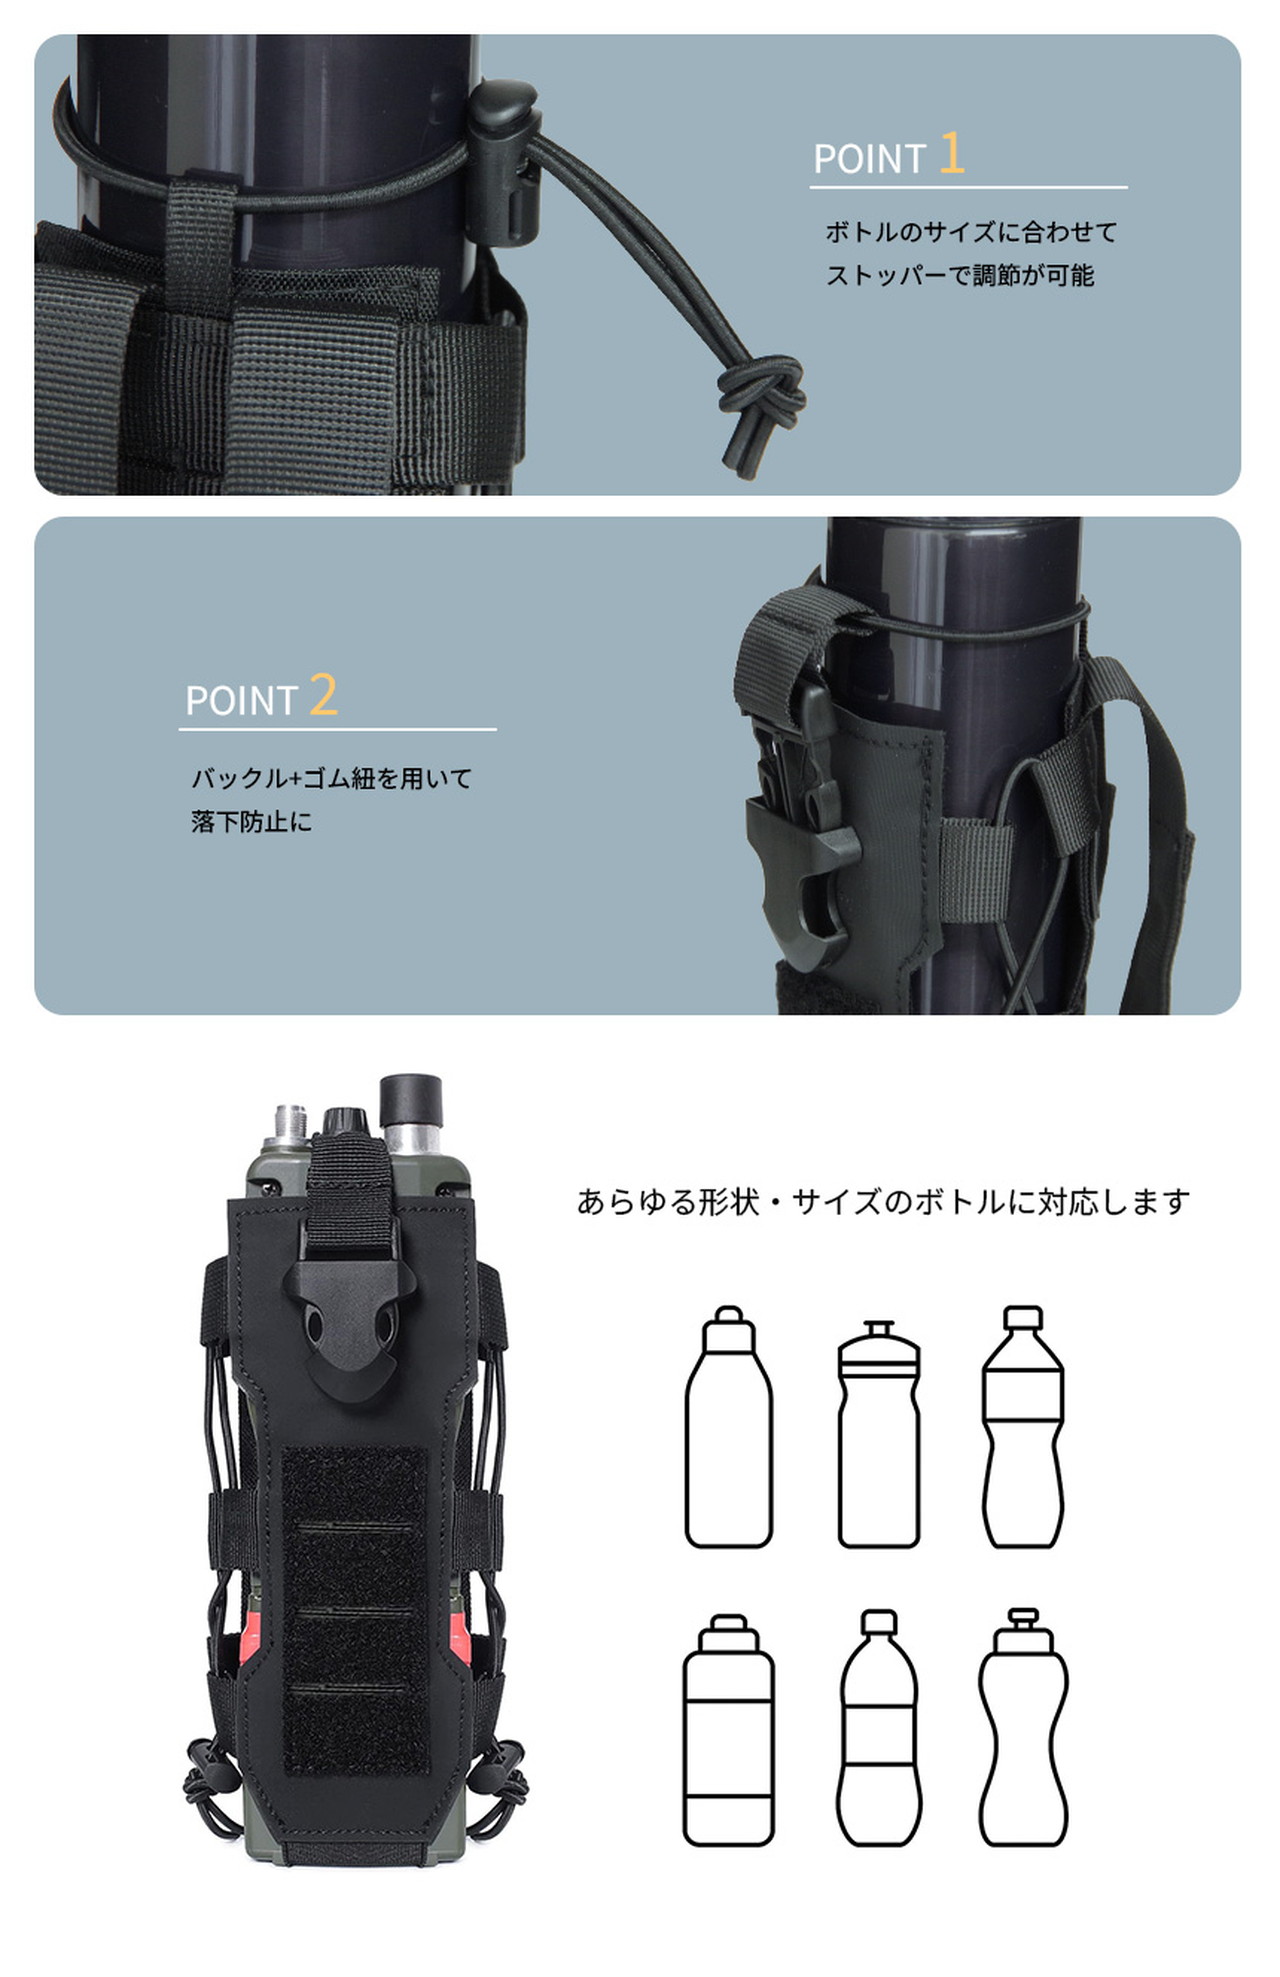 POINT 1
ボトルのサイズに合わせて
ストッパーで調節が可能
POINT 2
バックル+ゴム紐を用いて
落下防止に
あらゆる形状・サイズのボトルに対応します